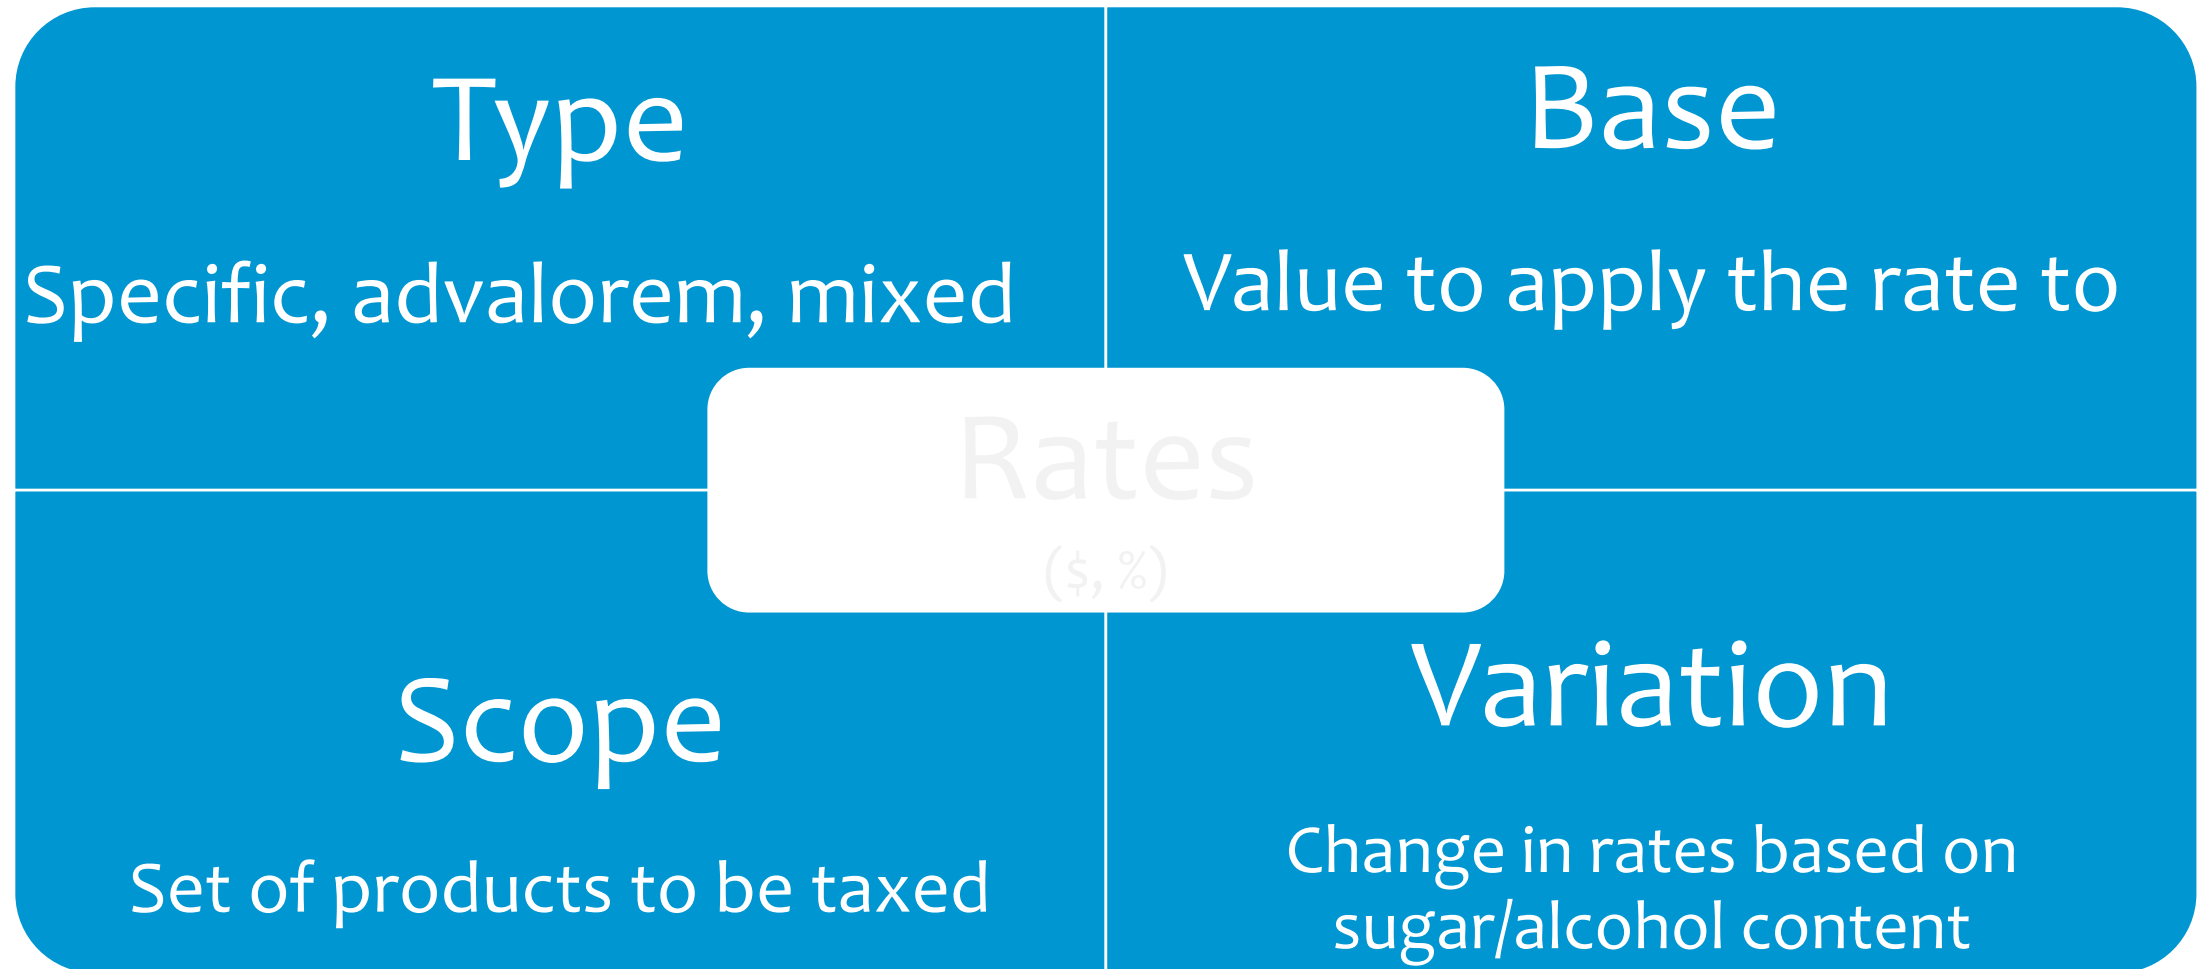 Type
Specific, advalorem, mixed
Base
Value to apply the rate to
Rates
($, %)
Scope
Set of products to be taxed
Variation
Change in rates based on
sugar/alcohol content